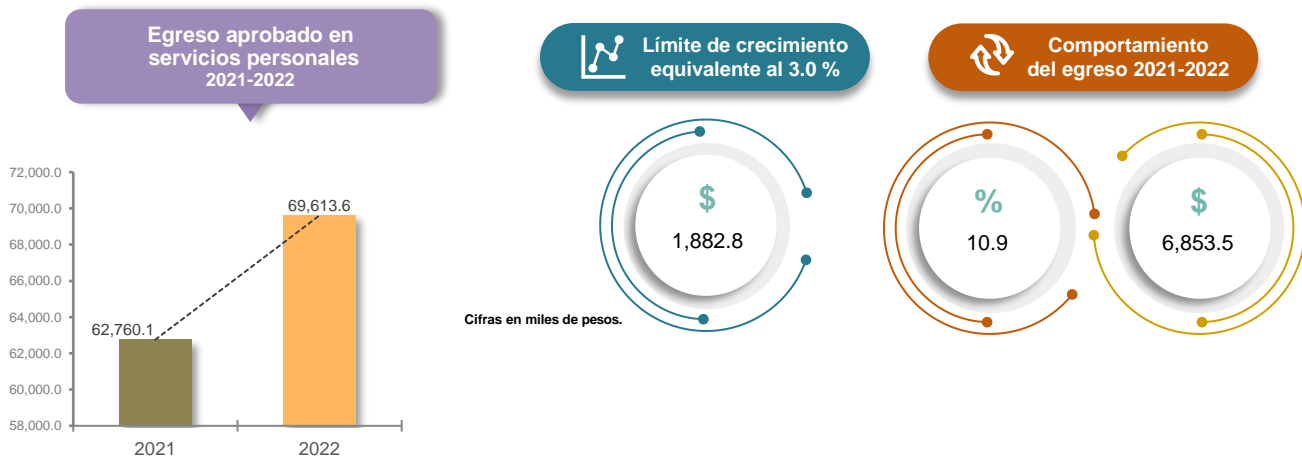 Egreso aprobado en
servicios personales
2021-2022
72,000.0
70,000.0
68,000.0
66,000.0
64,000.0
62,000.0
60,000.0
58,000.0
62,760.1
69,613.6
2021
2022
Límite de crecimiento
equivalente al 3.0 %
$
1,882.8
Cifras en miles de pesos.
Comportamiento
del egreso 2021-2022
%
10.9
$
6,853.5